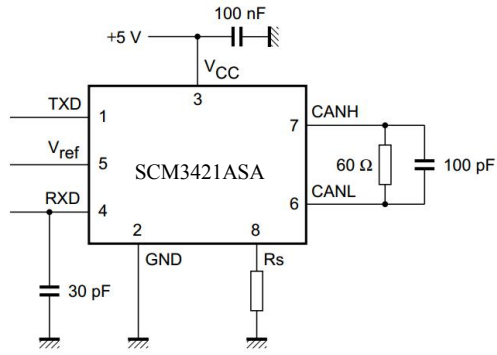 100 nF
+5 V
VCC
3
TXD
1
CANH
7
Vref
5
SCM3421ASA
60 Ω
100 pF
RXD
4
CANL
6
2
8
GND
Rs
30 pF